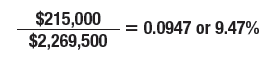 $215,000
$2,269,500
= 0.0947 or 9.47%